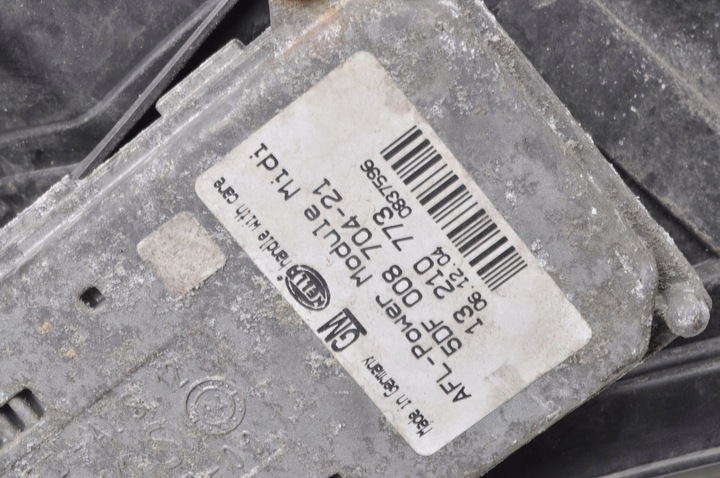 AFL-Power Module Midi
5DF 008 704-21
13 210 773
06.12.04 0837596
GM HELLA handle with care
Made in Germany